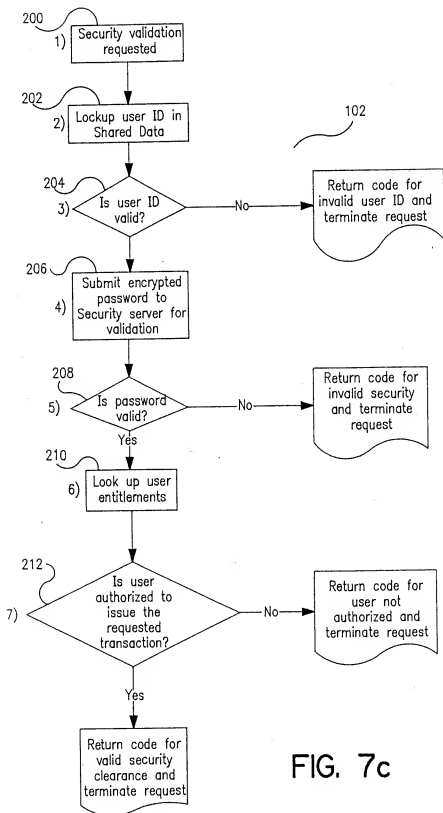 200
1)
Security validation
requested
202
2)
Lockup user ID in
Shared Data
102
204
3)
Is user ID
valid?
No
Return code for
invalid user ID and
terminate request
206
4)
Submit encrypted
password to
Security server for
validation
208
5)
Is password
valid?
No
Return code for
invalid security
and terminate
request
Yes
210
6)
Look up user
entitlements
212
7)
Is user
authorized to
issue the
requested
transaction?
No
Return code for
user not
authorized and
terminate request
Yes
Return code for
valid security
clearance and
terminate request
FIG. 7c